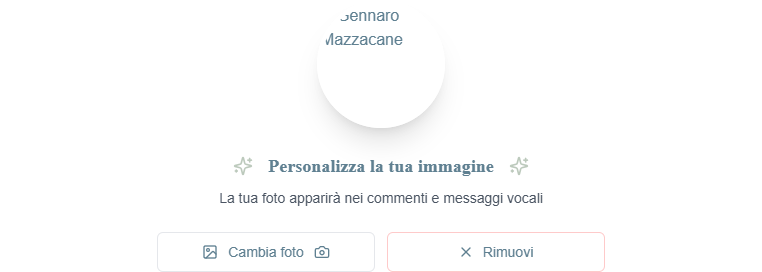 Gennaro
Mazzacane
Personalizza la tua immagine
La tua foto apparirà nei commenti e messaggi vocali
Cambia foto
Rimuovi